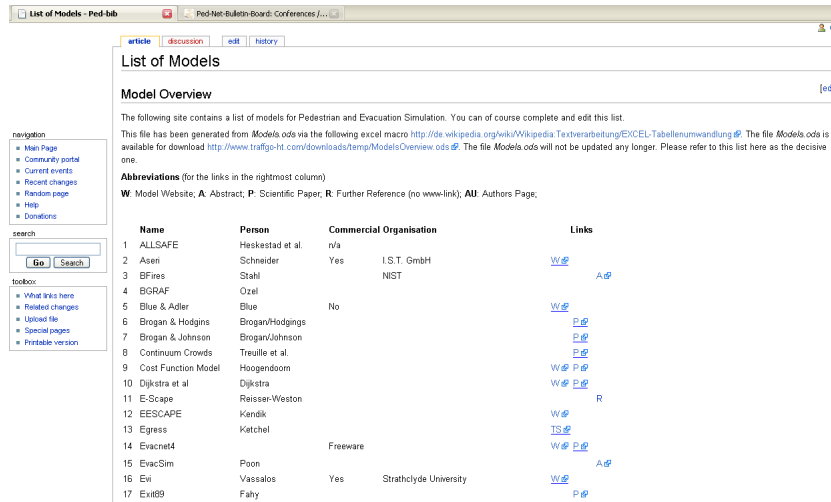 List of Models - Ped-bib
Ped-Net-Bulletin-Board: Conferences /...
article discussion edit history
List of Models
Model Overview
[ed
The following site contains a list of models for Pedestrian and Evacuation Simulation. You can of course complete and edit this list.
This file has been generated from Models.ods via the following excel macro http://de.wikipedia.org/wiki/Wikipedia:Textverarbeitung/EXCEL-Tabellenumwandlung. The file Models.ods is
available for download http://www.traffgo-ht.com/downloads/temp/ModelsOverview.ods. The file Models.ods will not be updated any longer. Please refer to this list here as the decisive
one.
Abbreviations (for the links in the rightmost column)
W: Model Website; A: Abstract; P: Scientific Paper; R: Further Reference (no www-link); AU: Authors Page;
navigation
Main Page
Community portal
Current events
Recent changes
Random page
Help
Donations
search
Go Search
toolbox
What links here
Related changes
Upload file
Special pages
Printable version
Name Person Commercial Organisation Links
1 ALLSAFE Heskestad et al. n/a
2 Aseri Schneider Yes I.S.T. GmbH W
3 BFires Stahl NIST A
4 BGRAF Ozel
5 Blue & Adler Blue No W
6 Brogan & Hodgins Brogan/Hodgings P
7 Brogan & Johnson Brogan/Johnson P
8 Continuum Crowds Treuille et al. P
9 Cost Function Model Hoogendoorn W P
10 Dijkstra et al Dijkstra W P
11 E-Scape Reisser-Weston R
12 EESCAPE Kendik W
13 Egress Ketchel TS
14 Evacnet4 Freeware W P
15 EvacSim Poon A
16 Evi Vassalos Yes Strathclyde University W
17 Exit89 Fahy P